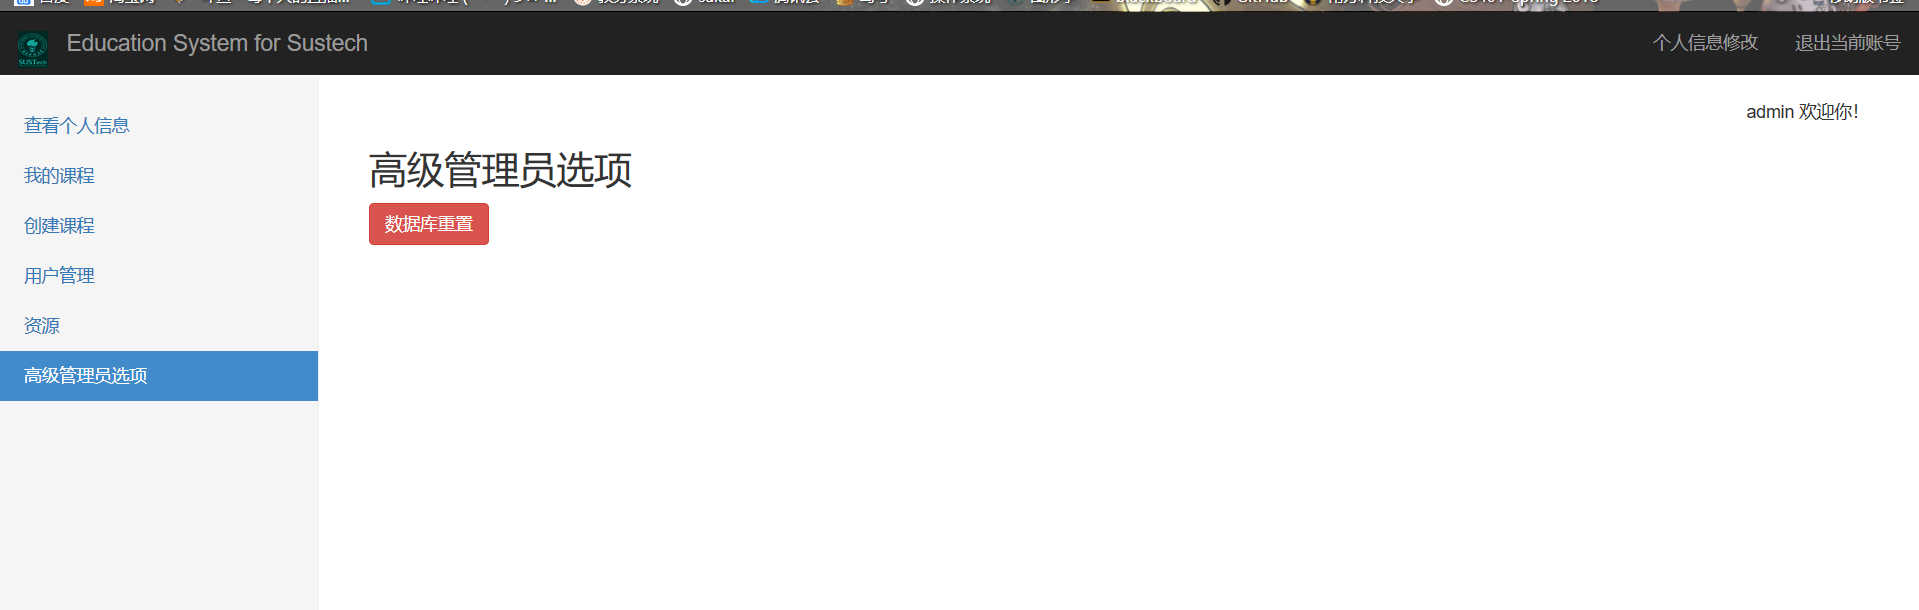 SUSTech
Education System for Sustech
个人信息修改
退出当前账号
查看个人信息
我的课程
创建课程
用户管理
资源
高级管理员选项
admin 欢迎你!
高级管理员选项
数据库重置